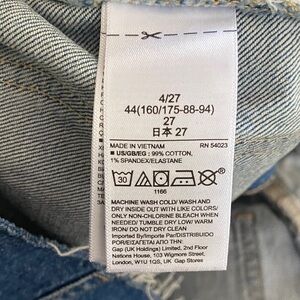 4/27
44(160/175-88-94)
27
日本 27
MADE IN VIETNAM RN 54023
■ US/GB/EG: 99% COTTON,
1% SPANDEX/ELASTANE
30
1166
MACHINE WASH COLD/ WASH AND
DRY INSIDE OUT WITH LIKE COLORS/
ONLY NON-CHLORINE BLEACH WHEN
NEEDED/ TUMBLE DRY LOW/ WARM
IRON/ DO NOT DRY CLEAN
Imported by/Importé Par/DISTRIBUIDO
POR/ΕΙΣΑΓΕΤΑΙ ΑΠΟ ΤΗΝ:
Gap (UK Holdings) Limited, 2nd Floor
Nations House, 103 Wigmore Street,
London, W1U 1QS, UK Gap Stores